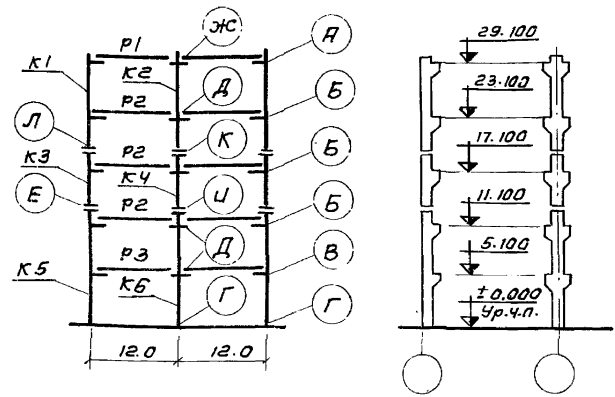 ЖС
А
Р1
К1
К2
Р2
Д
Б
Л
К
К3
Р2
Б
К4
Е
И
Р2
Б
Д
Р3
В
К5
К6
Г
Г
12.0
12.0
29.100
23.100
17.100
11.100
5.100
±0.000
Ур.ч.п.